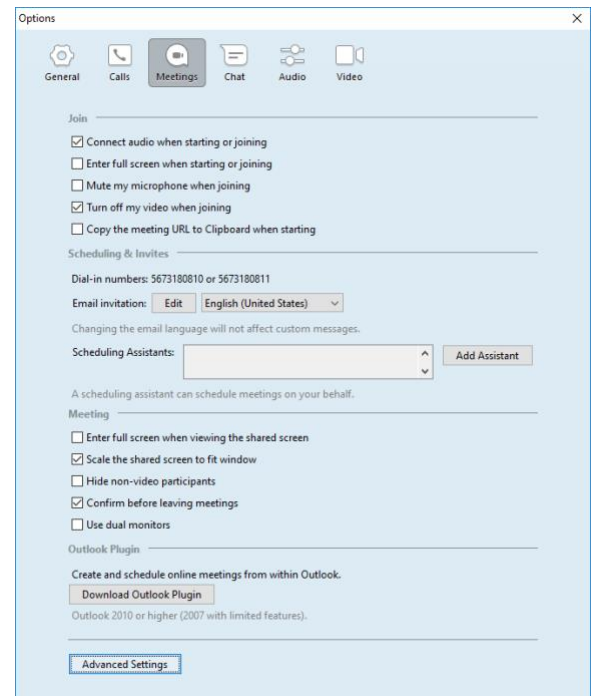 Options
General Calls Meetings Chat Audio Video
Join
Connect audio when starting or joining
Enter full screen when starting or joining
Mute my microphone when joining
Turn off my video when joining
Copy the meeting URL to Clipboard when starting
Scheduling & Invites
Dial-in numbers: 5673180810 or 5673180811
Email invitation: Edit English (United States)
Changing the email language will not affect custom messages.
Scheduling Assistants: Add Assistant
A scheduling assistant can schedule meetings on your behalf.
Meeting
Enter full screen when viewing the shared screen
Scale the shared screen to fit window
Hide non-video participants
Confirm before leaving meetings
Use dual monitors
Outlook Plugin
Create and schedule online meetings from within Outlook.
Download Outlook Plugin
Outlook 2010 or higher (2007 with limited features).
Advanced Settings